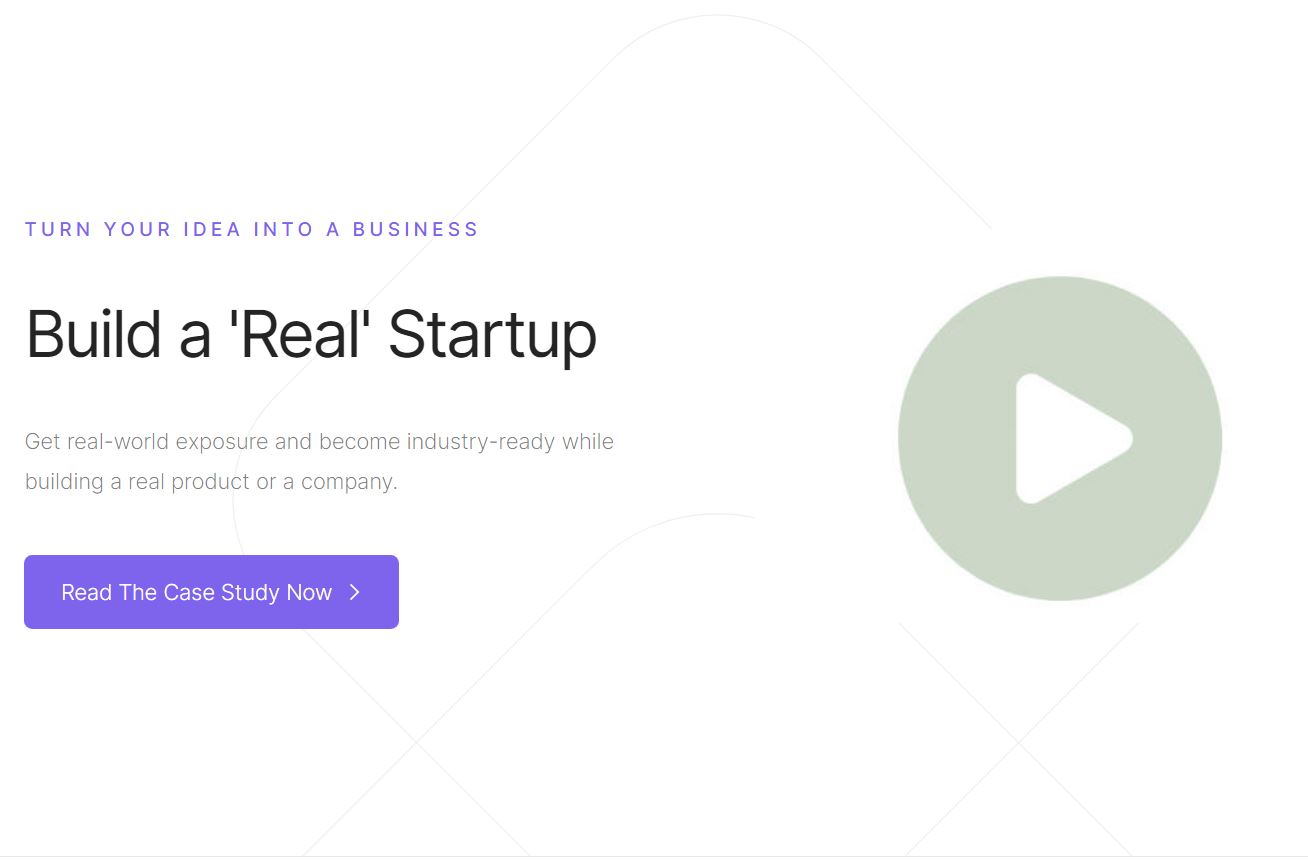 TURN YOUR IDEA INTO A BUSINESS
Build a 'Real' Startup
Get real-world exposure and become industry-ready while
building a real product or a company.
Read The Case Study Now